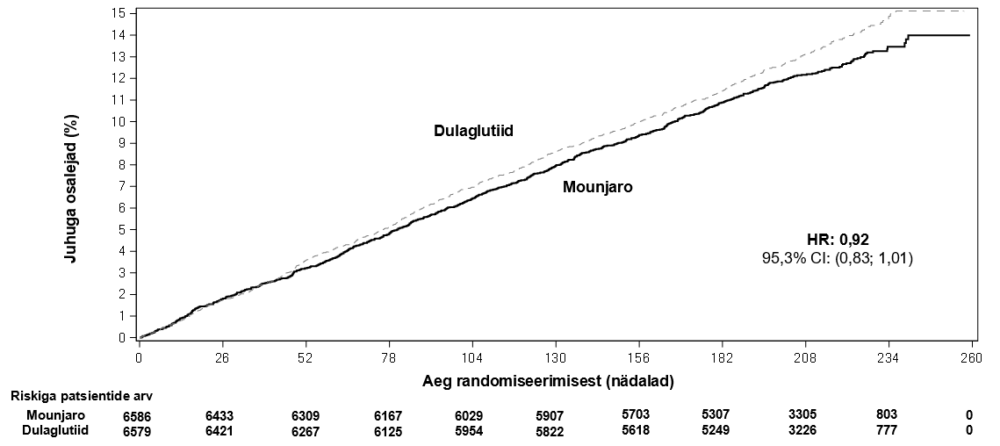 15
14
13
12
11
10
9
8
7
6
5
4
3
2
1
0
Juhuga osalejad (%)
Dulaglutiid
Mounjaro
HR: 0,92
95,3% CI: (0,83; 1,01)
0 26 52 78 104 130 156 182 208 234 260
Aeg randomiseerimisest (nädalad)
Riskiga patsientide arv
Mounjaro 6586 6433 6309 6167 6029 5907 5703 5307 3305 803 0
Dulaglutiid 6579 6421 6267 6125 5954 5822 5618 5249 3226 777 0